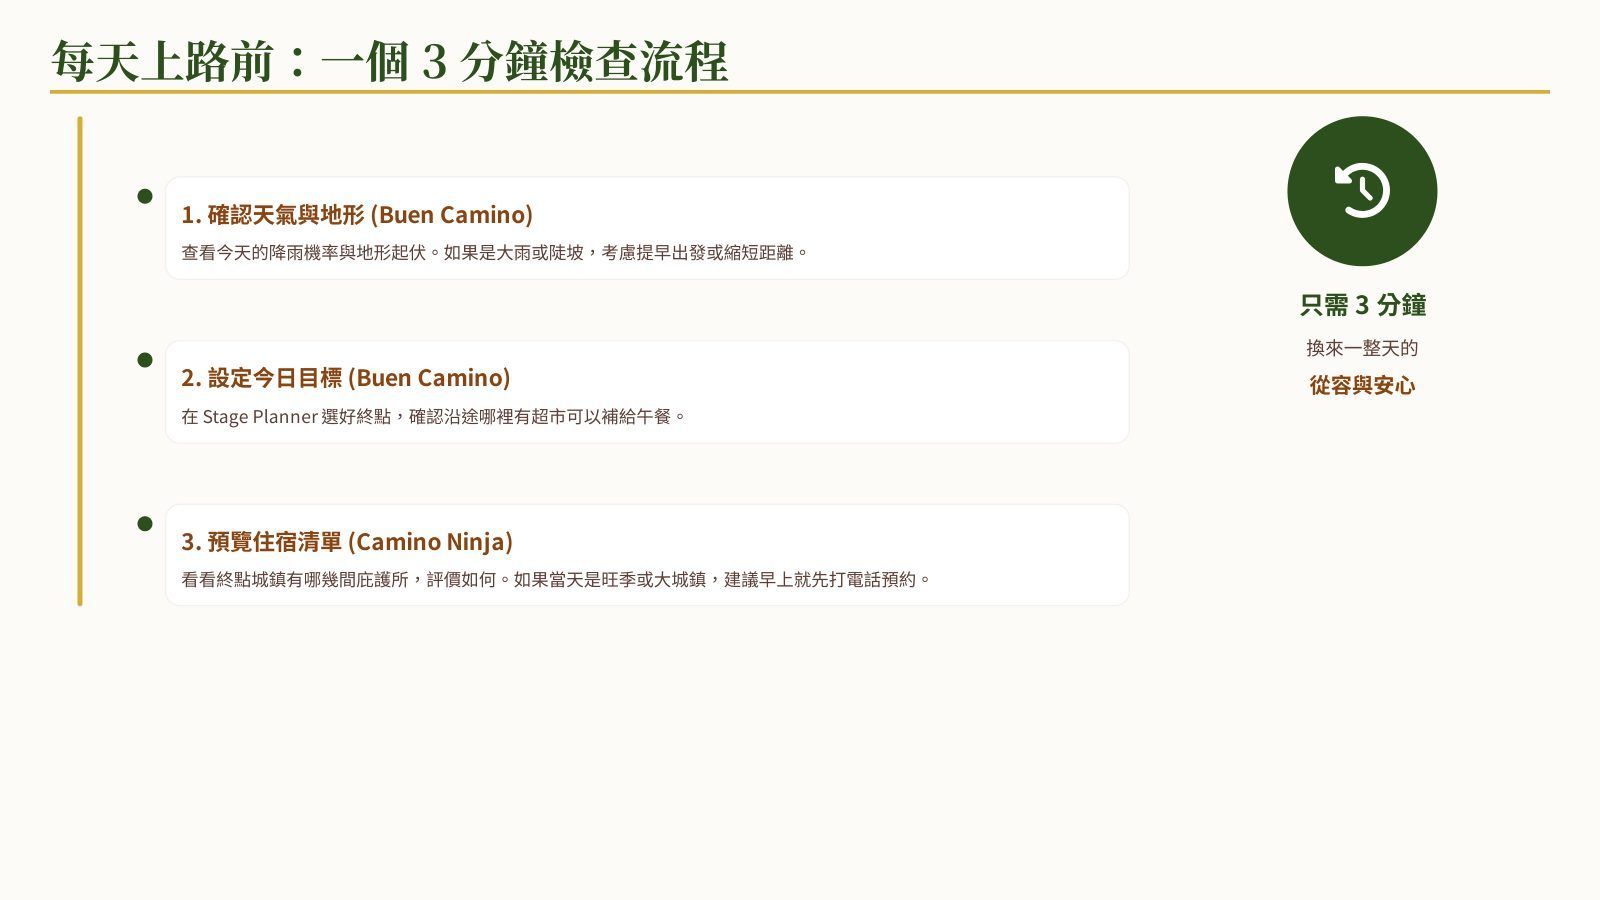 每天上路前：一個 3 分鐘檢查流程
1. 確認天氣與地形 (Buen Camino)
查看今天的降雨機率與地形起伏。如果是大雨或陡坡，考慮提早出發或縮短距離。
2. 設定今日目標 (Buen Camino)
在 Stage Planner 選好終點，確認沿途哪裡有超市可以補給午餐。
3. 預覽住宿清單 (Camino Ninja)
看看終點城鎮有哪幾間庇護所，評價如何。如果當天是旺季或大城鎮，建議早上就先打電話預約。
只需 3 分鐘
換來一整天的
從容與安心